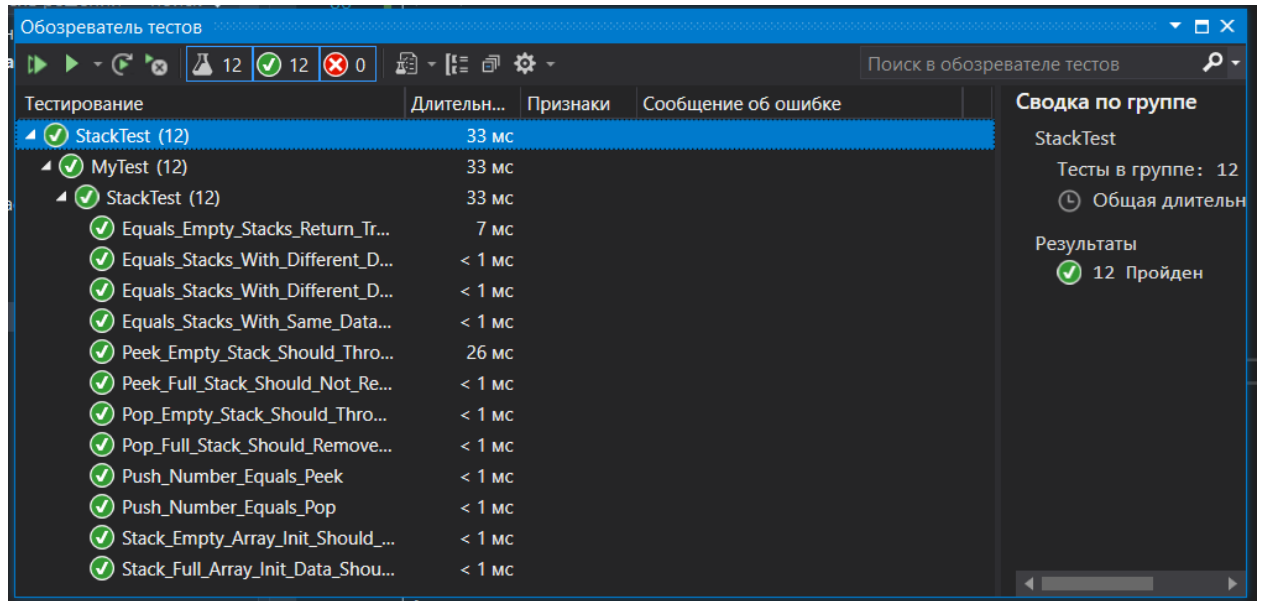 Обозреватель тестов
12 12 0 Поиск в обозревателе тестов
Тестирование Длительн... Признаки Сообщение об ошибке
StackTest (12) 33 мс
MyTest (12) 33 мс
StackTest (12) 33 мс
Equals_Empty_Stacks_Return_Tr... 7 мс
Equals_Stacks_With_Different_D... < 1 мс
Equals_Stacks_With_Different_D... < 1 мс
Equals_Stacks_With_Same_Data... < 1 мс
Peek_Empty_Stack_Should_Thro... 26 мс
Peek_Full_Stack_Should_Not_Re... < 1 мс
Pop_Empty_Stack_Should_Thro... < 1 мс
Pop_Full_Stack_Should_Remove... < 1 мс
Push_Number_Equals_Peek < 1 мс
Push_Number_Equals_Pop < 1 мс
Stack_Empty_Array_Init_Should_... < 1 мс
Stack_Full_Array_Init_Data_Shou... < 1 мс
Сводка по группе
StackTest
Тесты в группе: 12
Общая длительн
Результаты
12 Пройден